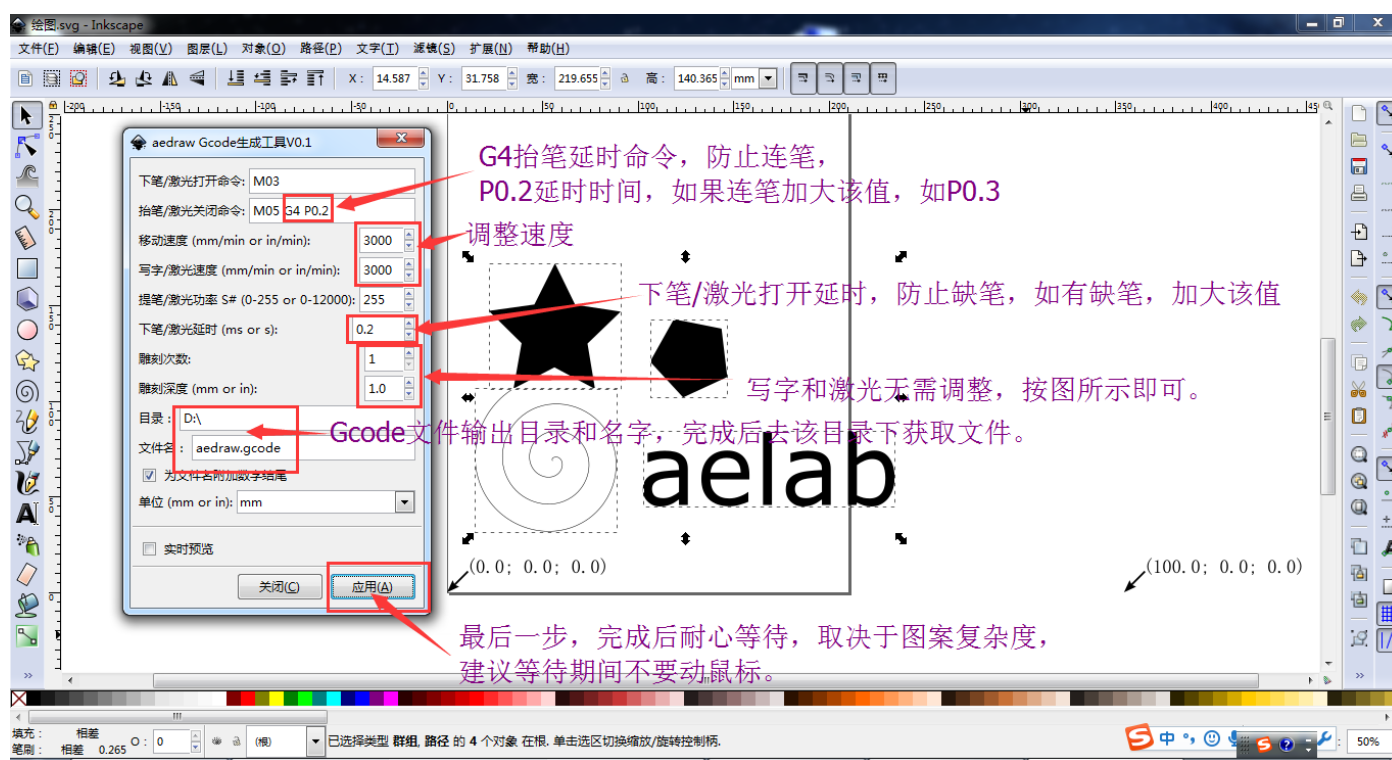 绘图.svg - Inkscape
文件(F) 编辑(E) 视图(V) 图层(L) 对象(O) 路径(P) 文字(T) 滤镜(S) 扩展(N) 帮助(H)
X: 14.587 Y: 31.758 宽: 219.655 高: 140.365 mm
aedraw Gcode生成工具V0.1
下笔/激光打开命令: M03
抬笔/激光关闭命令: M05 G4 P0.2
移动速度 (mm/min or in/min): 3000
写字/激光速度 (mm/min or in/min): 3000
提笔/激光功率 S# (0-255 or 0-12000): 255
下笔/激光延时 (ms or s): 0.2
雕刻次数: 1
雕刻深度 (mm or in): 1.0
目录: D:\
文件名: aedraw.gcode
为文件名附加数字结尾
单位 (mm or in): mm
实时预览
关闭(C) 应用(A)
G4抬笔延时命令，防止连笔，
P0.2延时时间，如果连笔加大该值，如P0.3
调整速度
下笔/激光打开延时，防止缺笔，如有缺笔，加大该值
写字和激光无需调整，按图所示即可。
Gcode文件输出目录和名字，完成后去该目录下获取文件。
aelab
(0.0; 0.0; 0.0)
(100.0; 0.0; 0.0)
最后一步，完成后耐心等待，取决于图案复杂度，
建议等待期间不要动鼠标。
填充: 相差
笔刷: 相差 0.265 O: 0 (根) 已选择类型 群组, 路径 的 4 个对象 在根. 单击选区切换缩放/旋转控制柄.
中
50%